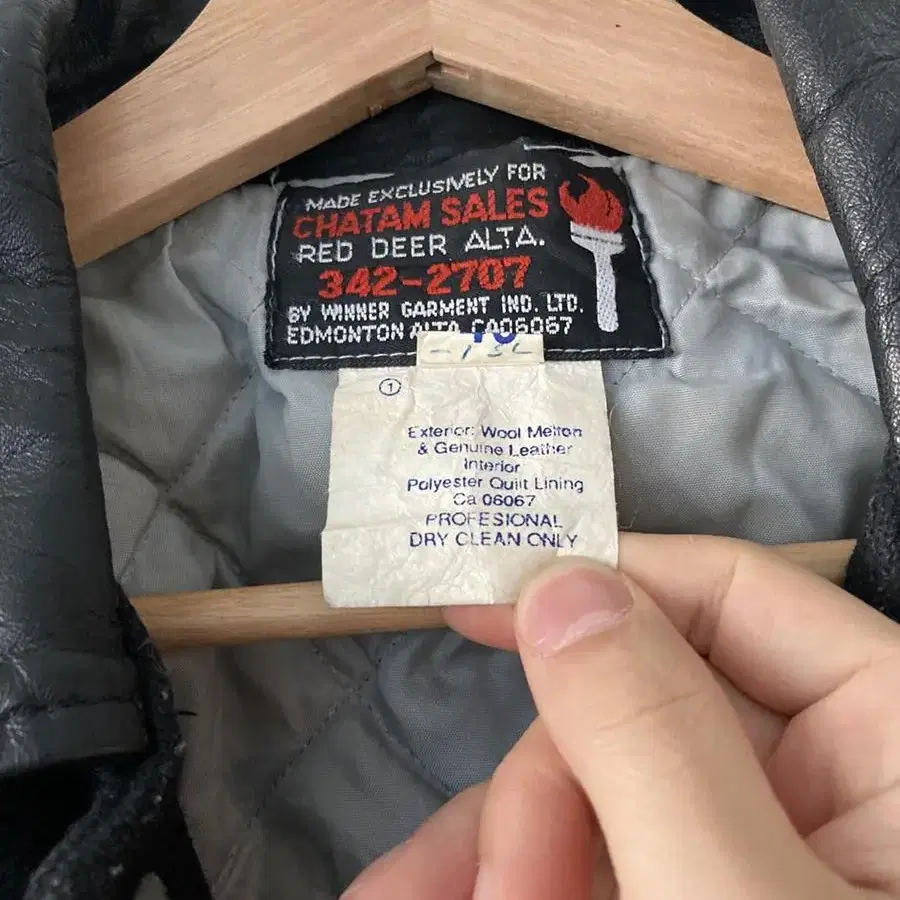 MADE EXCLUSIVELY FOR
CHATAM SALES
RED DEER ALTA.
342-2707
BY WINNER GARMENT IND. LTD.
EDMONTON ALTA CA06067
①
Exterior: Wool Melton
& Genuine Leather
Interior
Polyester Quilt Lining
Ca 06067
PROFESIONAL
DRY CLEAN ONLY